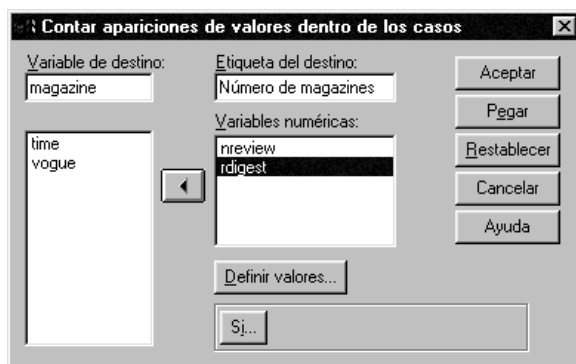 Contar apariciones de valores dentro de los casos
Variable de destino:
magazine
Etiqueta del destino:
Número de magazines
time
vogue
Variables numéricas:
nreview
rdigest
Definir valores...
Si...
Aceptar
Pegar
Restablecer
Cancelar
Ayuda